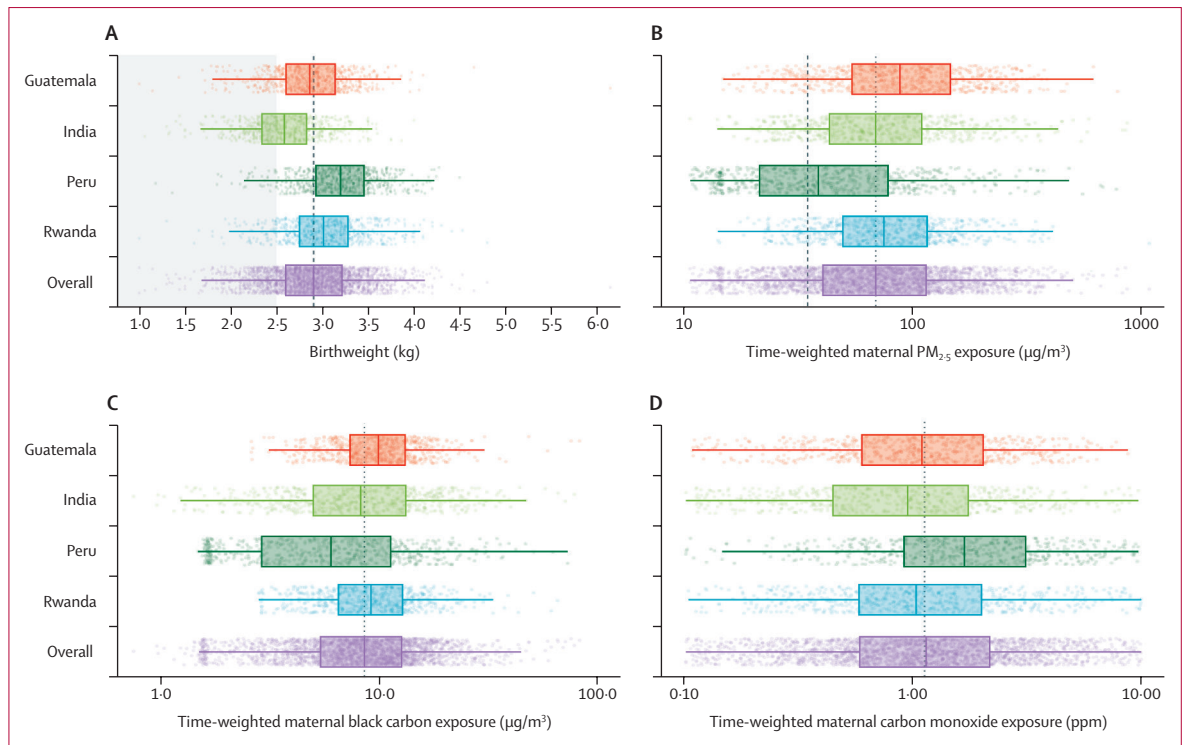 A
B
Guatemala
India
Peru
Rwanda
Overall
1·0 1·5 2·0 2·5 3·0 3·5 4·0 4·5 5·0 5·5 6·0
Birthweight (kg)
10 100 1000
Time-weighted maternal PM₂·₅ exposure (µg/m³)
C
D
Guatemala
India
Peru
Rwanda
Overall
1·0 10·0 100·0
Time-weighted maternal black carbon exposure (µg/m³)
0·10 1·00 10·00
Time-weighted maternal carbon monoxide exposure (ppm)